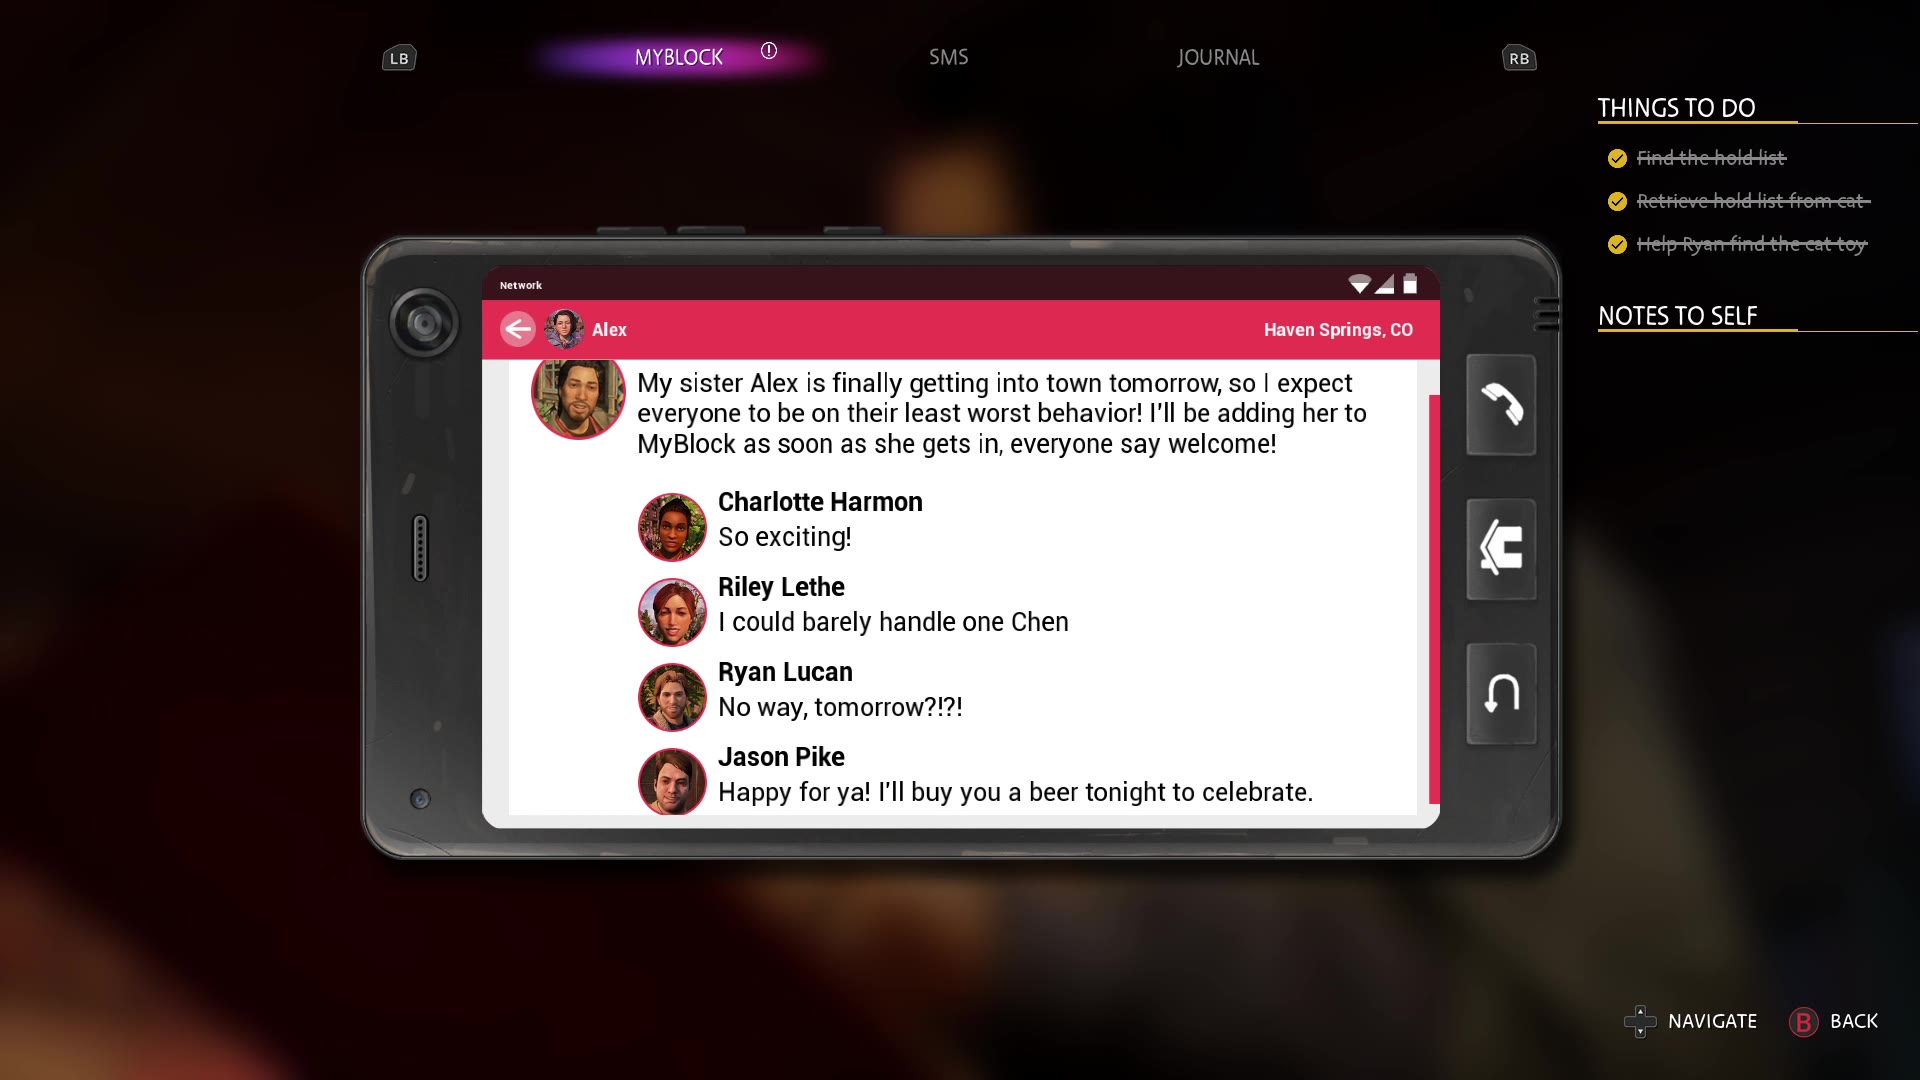 LB
MYBLOCK
SMS
JOURNAL
RB
THINGS TO DO
Find the hold list
Retrieve hold list from cat
Help Ryan find the cat toy
NOTES TO SELF
Network
Alex
Haven Springs, CO
My sister Alex is finally getting into town tomorrow, so I expect
everyone to be on their least worst behavior! I'll be adding her to
MyBlock as soon as she gets in, everyone say welcome!
Charlotte Harmon
So exciting!
Riley Lethe
I could barely handle one Chen
Ryan Lucan
No way, tomorrow?!?!
Jason Pike
Happy for ya! I'll buy you a beer tonight to celebrate.
NAVIGATE
B BACK